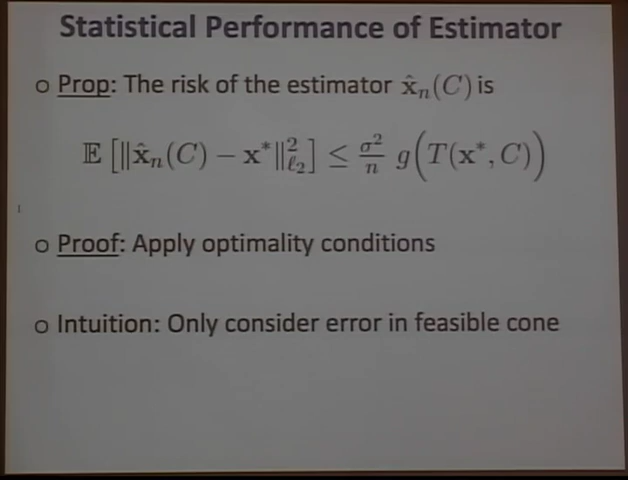 Statistical Performance of Estimator
o Prop: The risk of the estimator x̂ₙ(C) is
𝔼 [‖x̂ₙ(C) − x*‖²_ℓ₂] ≤ σ²/n g(T(x*, C))
o Proof: Apply optimality conditions
o Intuition: Only consider error in feasible cone